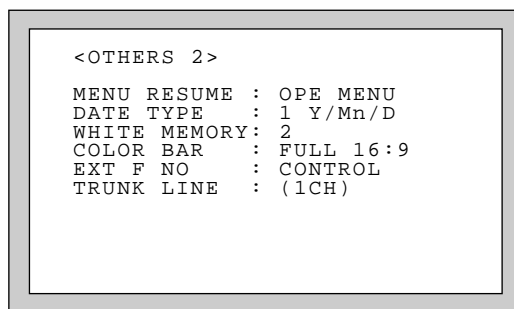 <OTHERS 2>
MENU RESUME : OPE MENU
DATE TYPE : 1 Y/Mn/D
WHITE MEMORY: 2
COLOR BAR : FULL 16:9
EXT F NO : CONTROL
TRUNK LINE : (1CH)